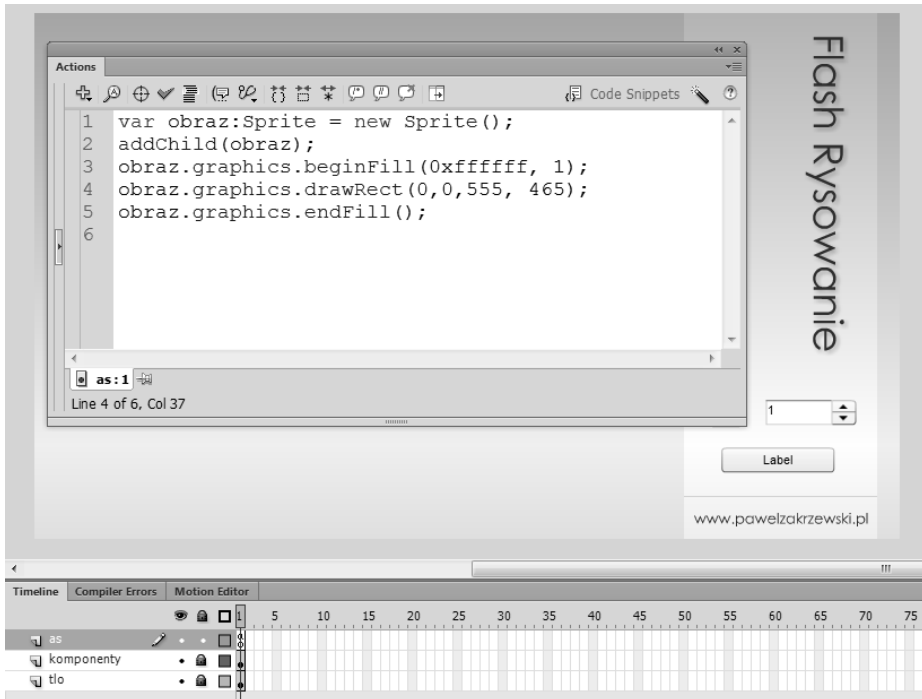 Actions
Code Snippets
1 var obraz:Sprite = new Sprite();
2 addChild(obraz);
3 obraz.graphics.beginFill(0xffffff, 1);
4 obraz.graphics.drawRect(0,0,555, 465);
5 obraz.graphics.endFill();
6
as:1
Line 4 of 6, Col 37
Flash Rysowanie
1
Label
www.pawelzakrzewski.pl
Timeline Compiler Errors Motion Editor
1 5 10 15 20 25 30 35 40 45 50 55 60 65 70 75
as
komponenty
tlo